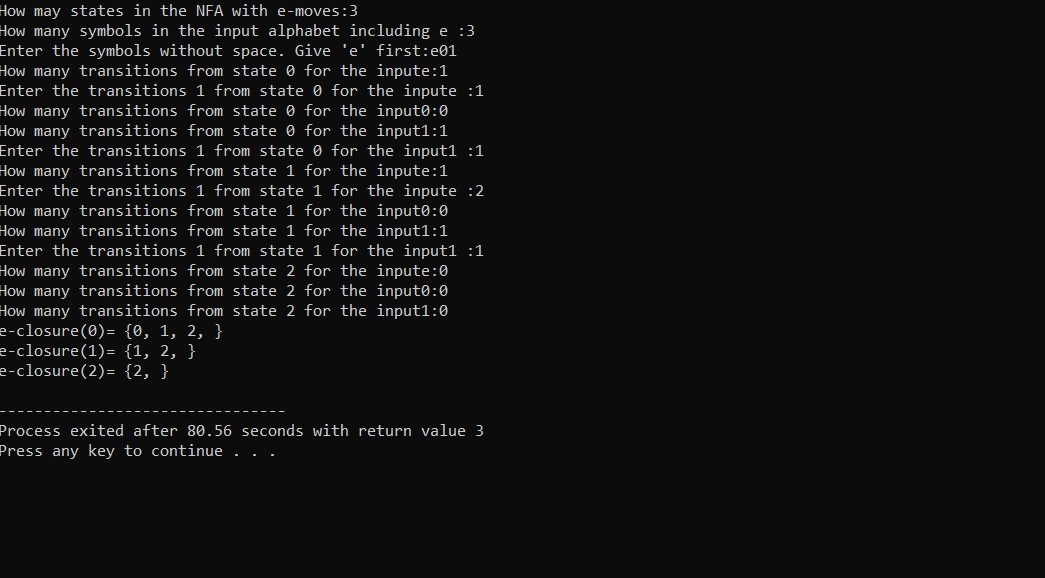 How may states in the NFA with e-moves:3
How many symbols in the input alphabet including e :3
Enter the symbols without space. Give 'e' first:e01
How many transitions from state 0 for the inpute:1
Enter the transitions 1 from state 0 for the inpute :1
How many transitions from state 0 for the input0:0
How many transitions from state 0 for the input1:1
Enter the transitions 1 from state 0 for the input1 :1
How many transitions from state 1 for the inpute:1
Enter the transitions 1 from state 1 for the inpute :2
How many transitions from state 1 for the input0:0
How many transitions from state 1 for the input1:1
Enter the transitions 1 from state 1 for the input1 :1
How many transitions from state 2 for the inpute:0
How many transitions from state 2 for the input0:0
How many transitions from state 2 for the input1:0
e-closure(0)= {0, 1, 2, }
e-closure(1)= {1, 2, }
e-closure(2)= {2, }
--------------------------------
Process exited after 80.56 seconds with return value 3
Press any key to continue . . .